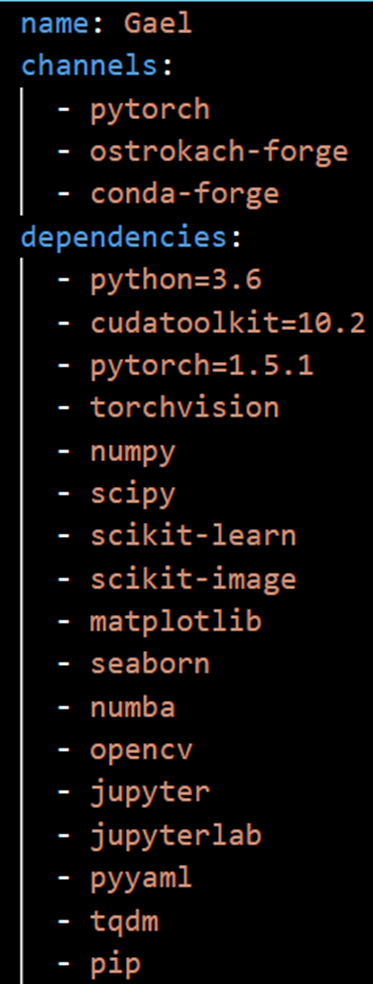 name: Gael
channels:
  - pytorch
  - ostrokach-forge
  - conda-forge
dependencies:
  - python=3.6
  - cudatoolkit=10.2
  - pytorch=1.5.1
  - torchvision
  - numpy
  - scipy
  - scikit-learn
  - scikit-image
  - matplotlib
  - seaborn
  - numba
  - opencv
  - jupyter
  - jupyterlab
  - pyyaml
  - tqdm
  - pip